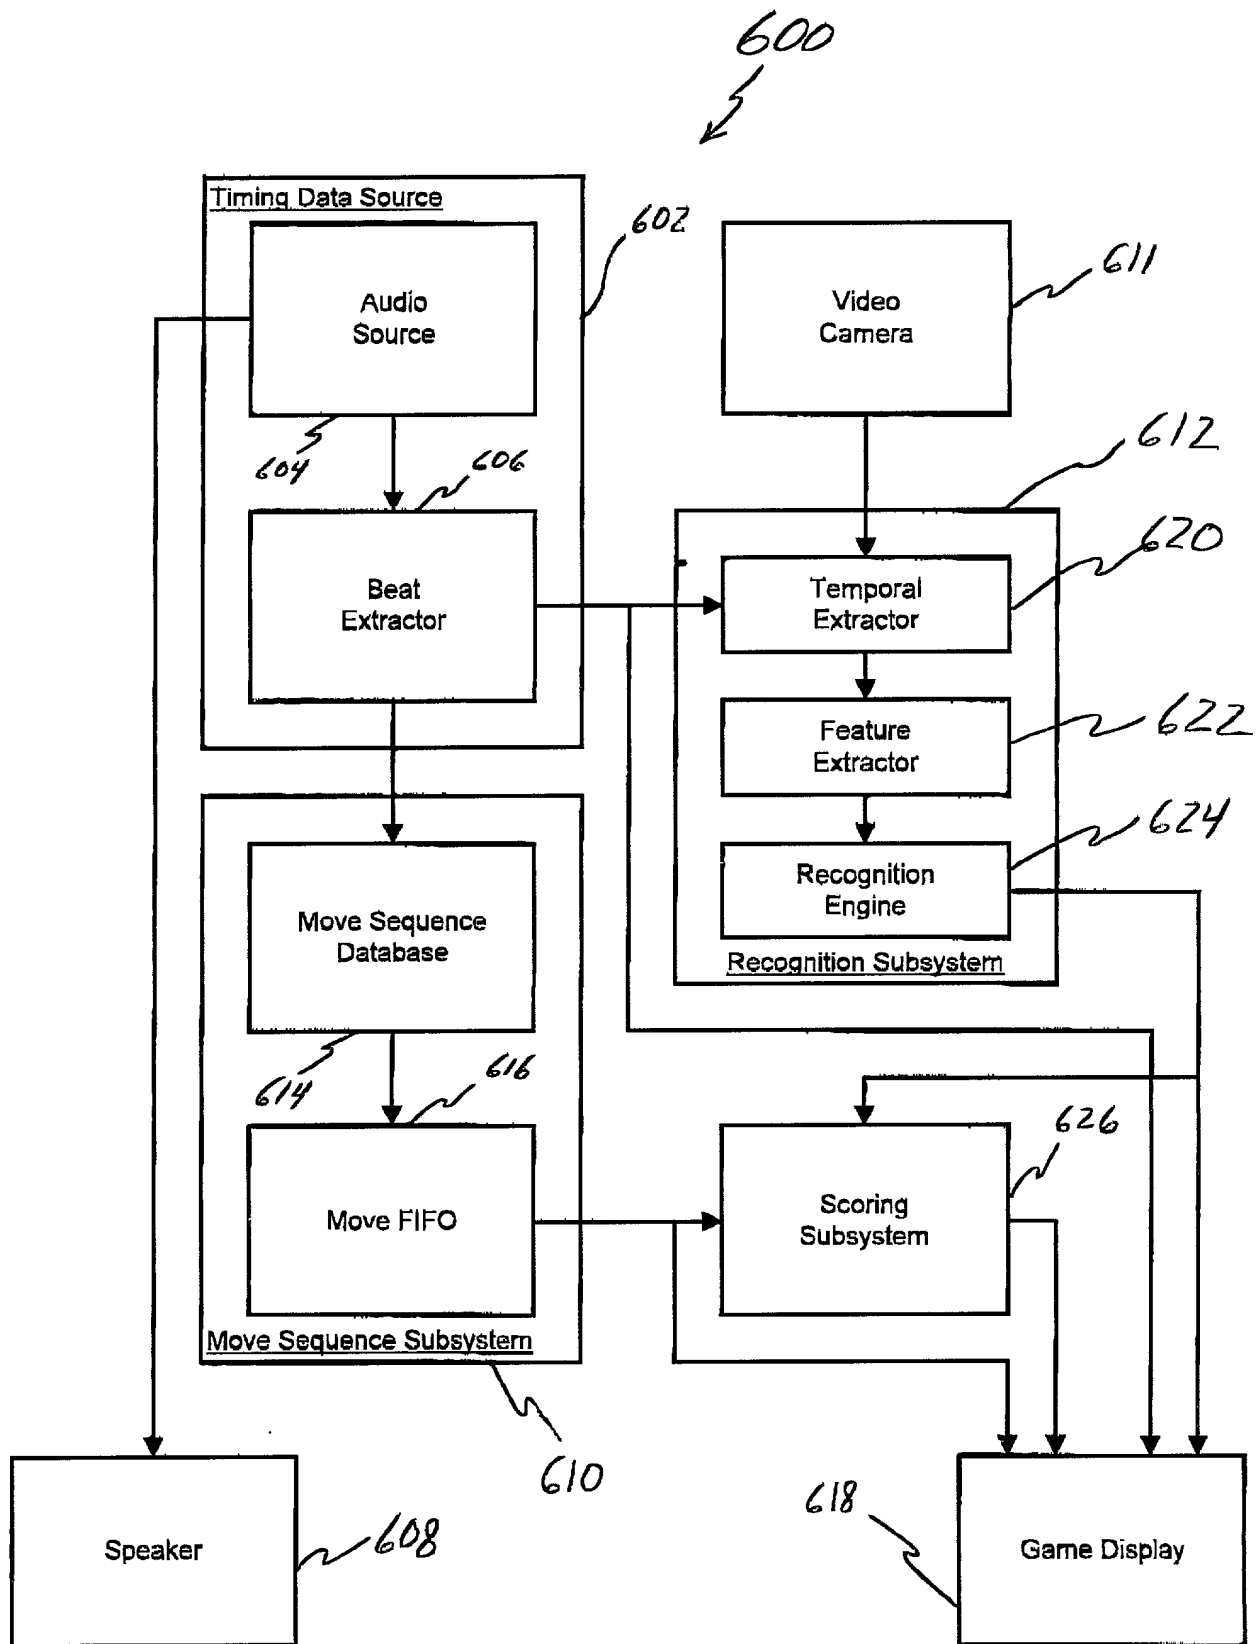 600
Timing Data Source
602
Audio
Source
604
Video
Camera
611
606
Beat
Extractor
612
Temporal
Extractor
620
Feature
Extractor
622
Recognition
Engine
624
Recognition Subsystem
Move Sequence
Database
614
616
Move FIFO
Move Sequence Subsystem
610
Scoring
Subsystem
626
Speaker
608
618
Game Display